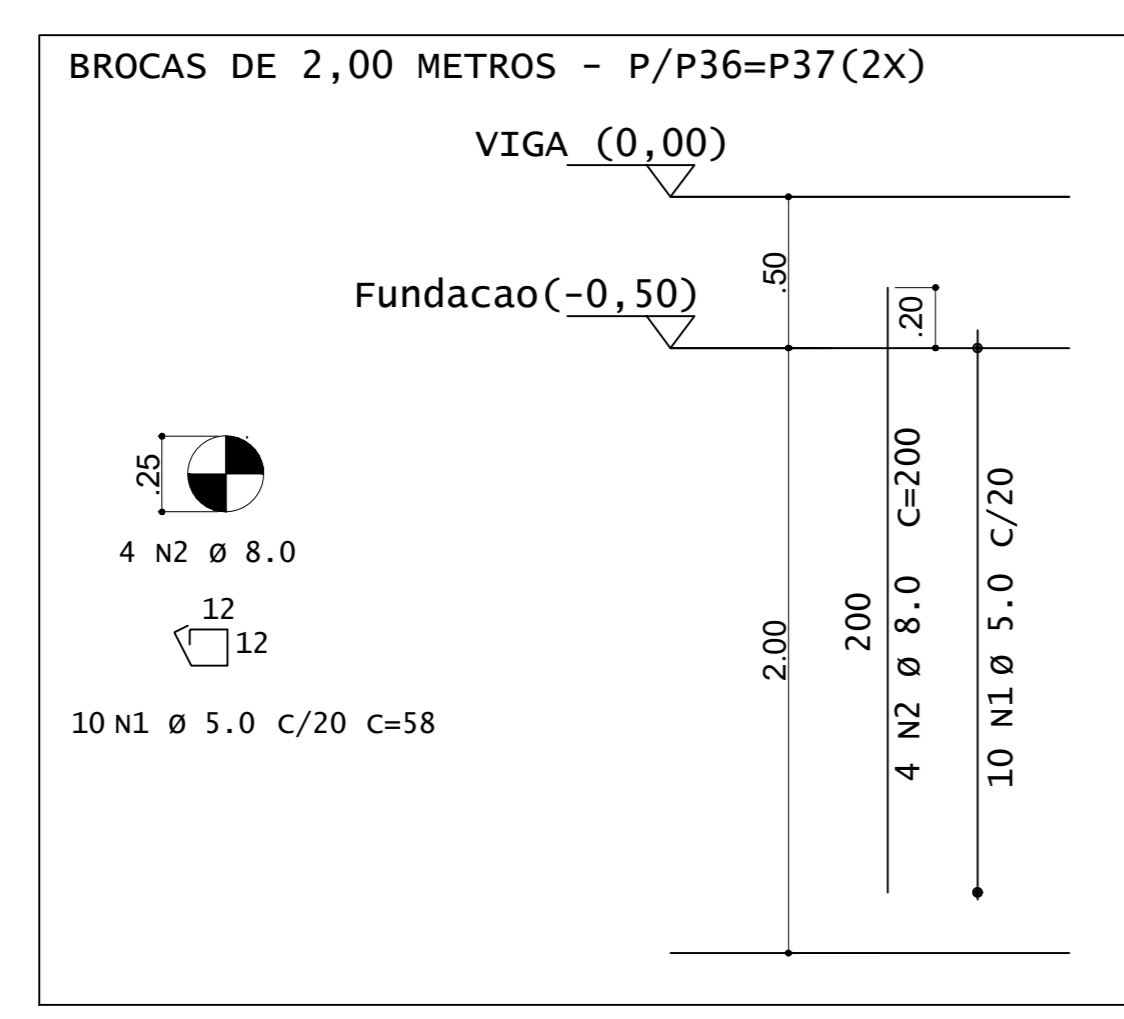 BROCAS DE 2,00 METROS - P/P36=P37(2X)
VIGA (0,00)
.50
Fundacao(-0,50)
.20
.25
4 N2 Ø 8.0
12
12
10 N1 Ø 5.0 C/20 C=58
2.00
200
4 N2 Ø 8.0 C=200
10 N1 Ø 5.0 C/20